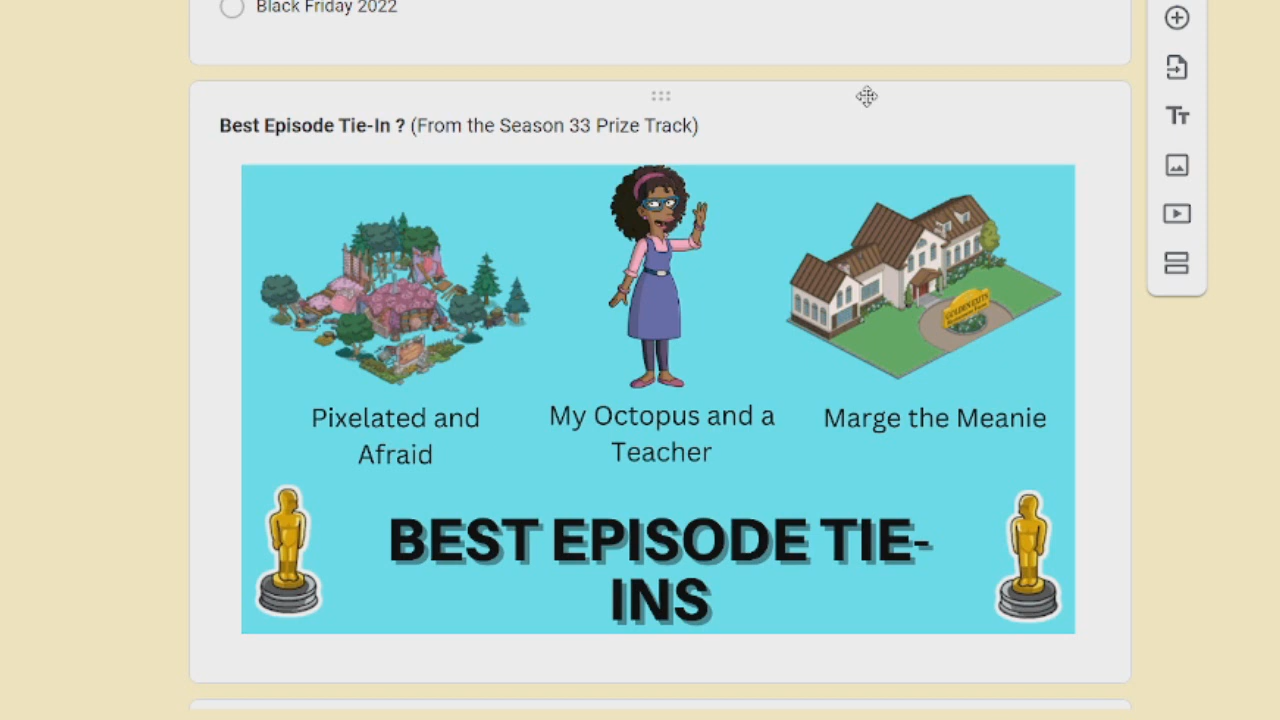 Black Friday 2022
Best Episode Tie-In ? (From the Season 33 Prize Track)
Pixelated and
Afraid
My Octopus and a
Teacher
Marge the Meanie
BEST EPISODE TIE-
INS